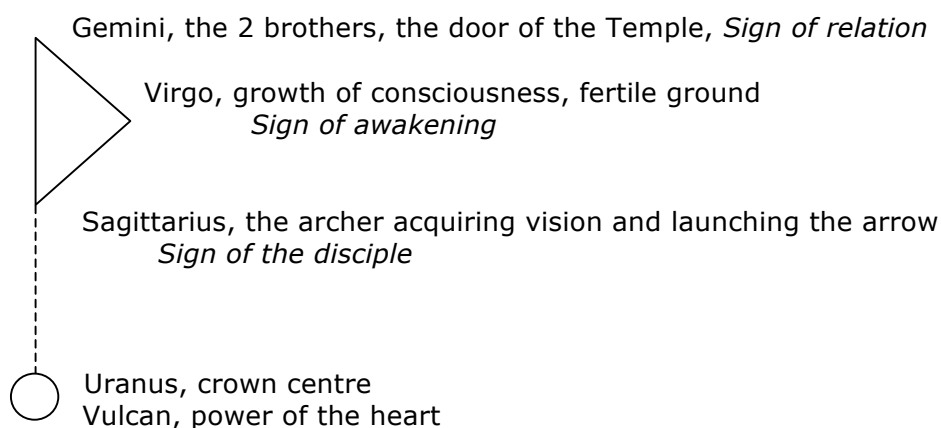 Gemini, the 2 brothers, the door of the Temple, Sign of relation
Virgo, growth of consciousness, fertile ground
Sign of awakening
Sagittarius, the archer acquiring vision and launching the arrow
Sign of the disciple
Uranus, crown centre
Vulcan, power of the heart